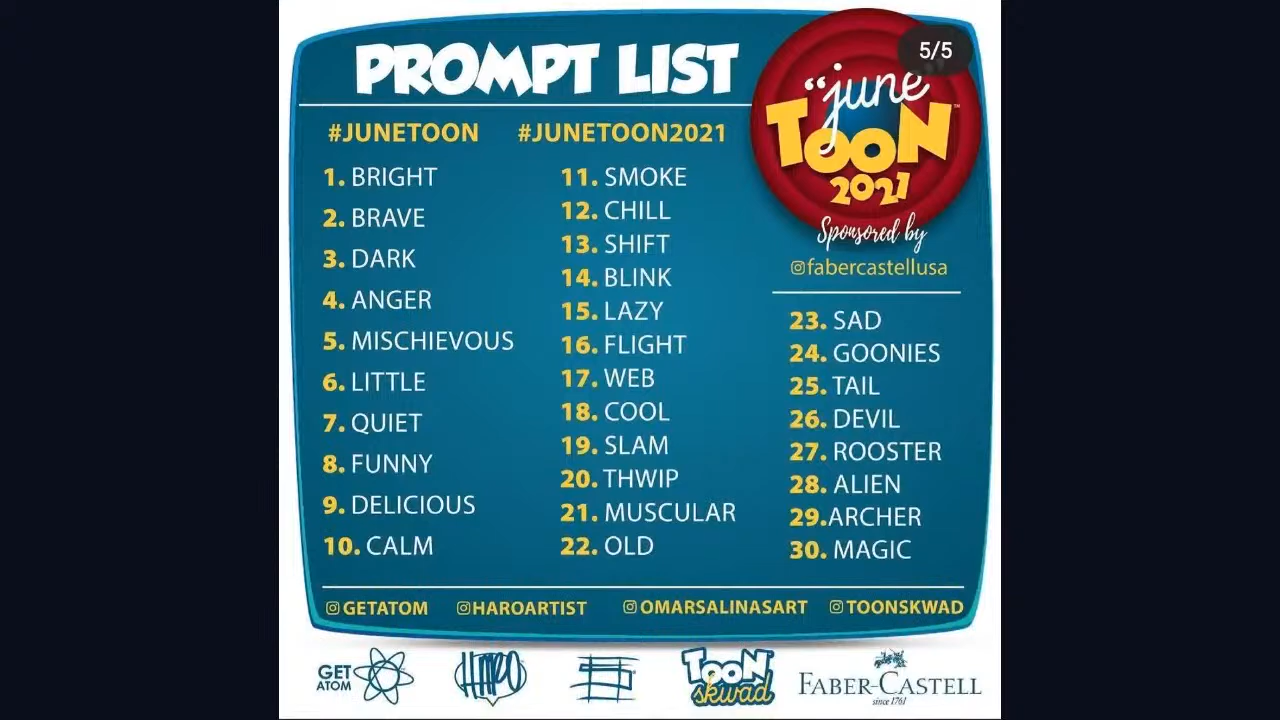 PROMPT LIST
5/5
"june"
TOON™
2021
Sponsored by
fabercastellusa
#JUNETOON #JUNETOON2021
1. BRIGHT
2. BRAVE
3. DARK
4. ANGER
5. MISCHIEVOUS
6. LITTLE
7. QUIET
8. FUNNY
9. DELICIOUS
10. CALM
11. SMOKE
12. CHILL
13. SHIFT
14. BLINK
15. LAZY
16. FLIGHT
17. WEB
18. COOL
19. SLAM
20. THWIP
21. MUSCULAR
22. OLD
23. SAD
24. GOONIES
25. TAIL
26. DEVIL
27. ROOSTER
28. ALIEN
29.ARCHER
30. MAGIC
GETATOM HAROARTIST OMARSALINASART TOONSKWAD
GET
ATOM
HARO
TOON
skwad
FABER-CASTELL
since 1761